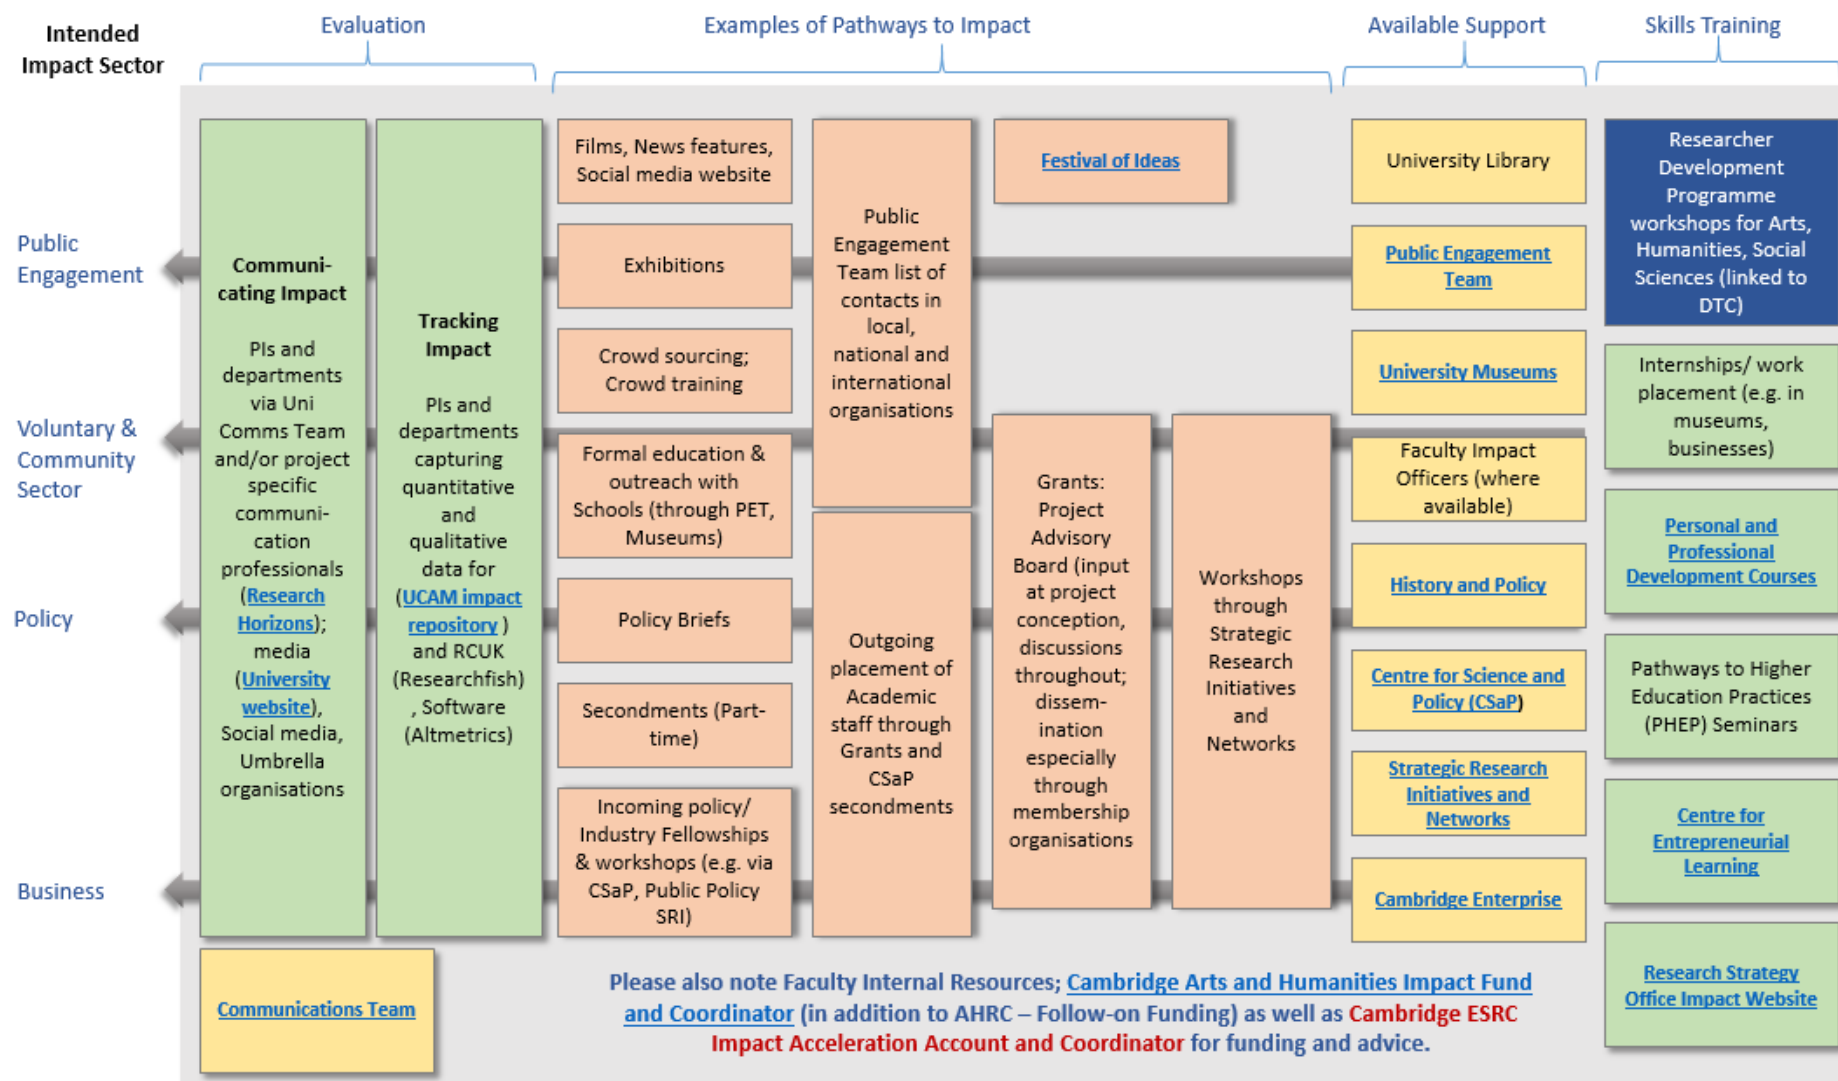 Intended
Impact Sector
Evaluation
Examples of Pathways to Impact
Available Support
Skills Training
Public
Engagement
Voluntary &
Community
Sector
Policy
Business
Communi-
cating Impact
PIs and
departments
via Uni
Comms Team
and/or project
specific
communi-
cation
professionals
(Research
Horizons);
media
(University
website),
Social media,
Umbrella
organisations
Tracking
Impact
PIs and
departments
capturing
quantitative
and
qualitative
data for
(UCAM impact
repository )
and RCUK
(Researchfish)
, Software
(Altmetrics)
Films, News features,
Social media website
Exhibitions
Crowd sourcing;
Crowd training
Formal education &
outreach with
Schools (through PET,
Museums)
Policy Briefs
Secondments (Part-
time)
Incoming policy/
Industry Fellowships
& workshops (e.g. via
CSaP, Public Policy
SRI)
Public
Engagement
Team list of
contacts in
local,
national and
international
organisations
Outgoing
placement of
Academic
staff through
Grants and
CSaP
secondments
Festival of Ideas
Grants:
Project
Advisory
Board (input
at project
conception,
discussions
throughout;
dissem-
ination
especially
through
membership
organisations
Workshops
through
Strategic
Research
Initiatives
and
Networks
University Library
Public Engagement
Team
University Museums
Faculty Impact
Officers (where
available)
History and Policy
Centre for Science and
Policy (CSaP)
Strategic Research
Initiatives and
Networks
Cambridge Enterprise
Researcher
Development
Programme
workshops for Arts,
Humanities, Social
Sciences (linked to
DTC)
Internships/ work
placement (e.g. in
museums,
businesses)
Personal and
Professional
Development Courses
Pathways to Higher
Education Practices
(PHEP) Seminars
Centre for
Entrepreneurial
Learning
Research Strategy
Office Impact Website
Communications Team
Please also note Faculty Internal Resources; Cambridge Arts and Humanities Impact Fund
and Coordinator (in addition to AHRC – Follow-on Funding) as well as Cambridge ESRC
Impact Acceleration Account and Coordinator for funding and advice.